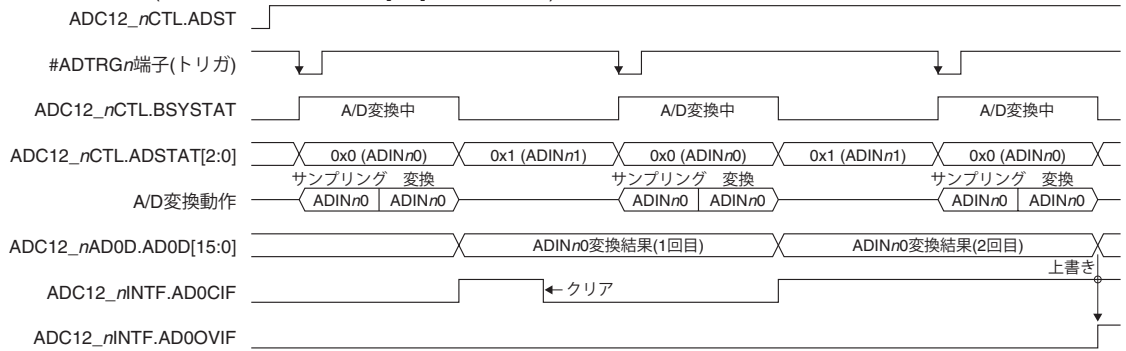 ADC12_nCTL.ADST
#ADTRGn端子(トリガ)
ADC12_nCTL.BSYSTAT A/D変換中 A/D変換中 A/D変換中
ADC12_nCTL.ADSTAT[2:0] 0x0 (ADINn0) 0x1 (ADINn1) 0x0 (ADINn0) 0x1 (ADINn1) 0x0 (ADINn0)
サンプリング 変換 サンプリング 変換 サンプリング 変換
A/D変換動作 ADINn0 ADINn0 ADINn0 ADINn0 ADINn0 ADINn0
ADC12_nAD0D.AD0D[15:0] ADINn0変換結果(1回目) ADINn0変換結果(2回目)
上書き
ADC12_nINTF.AD0CIF クリア
ADC12_nINTF.AD0OVIF